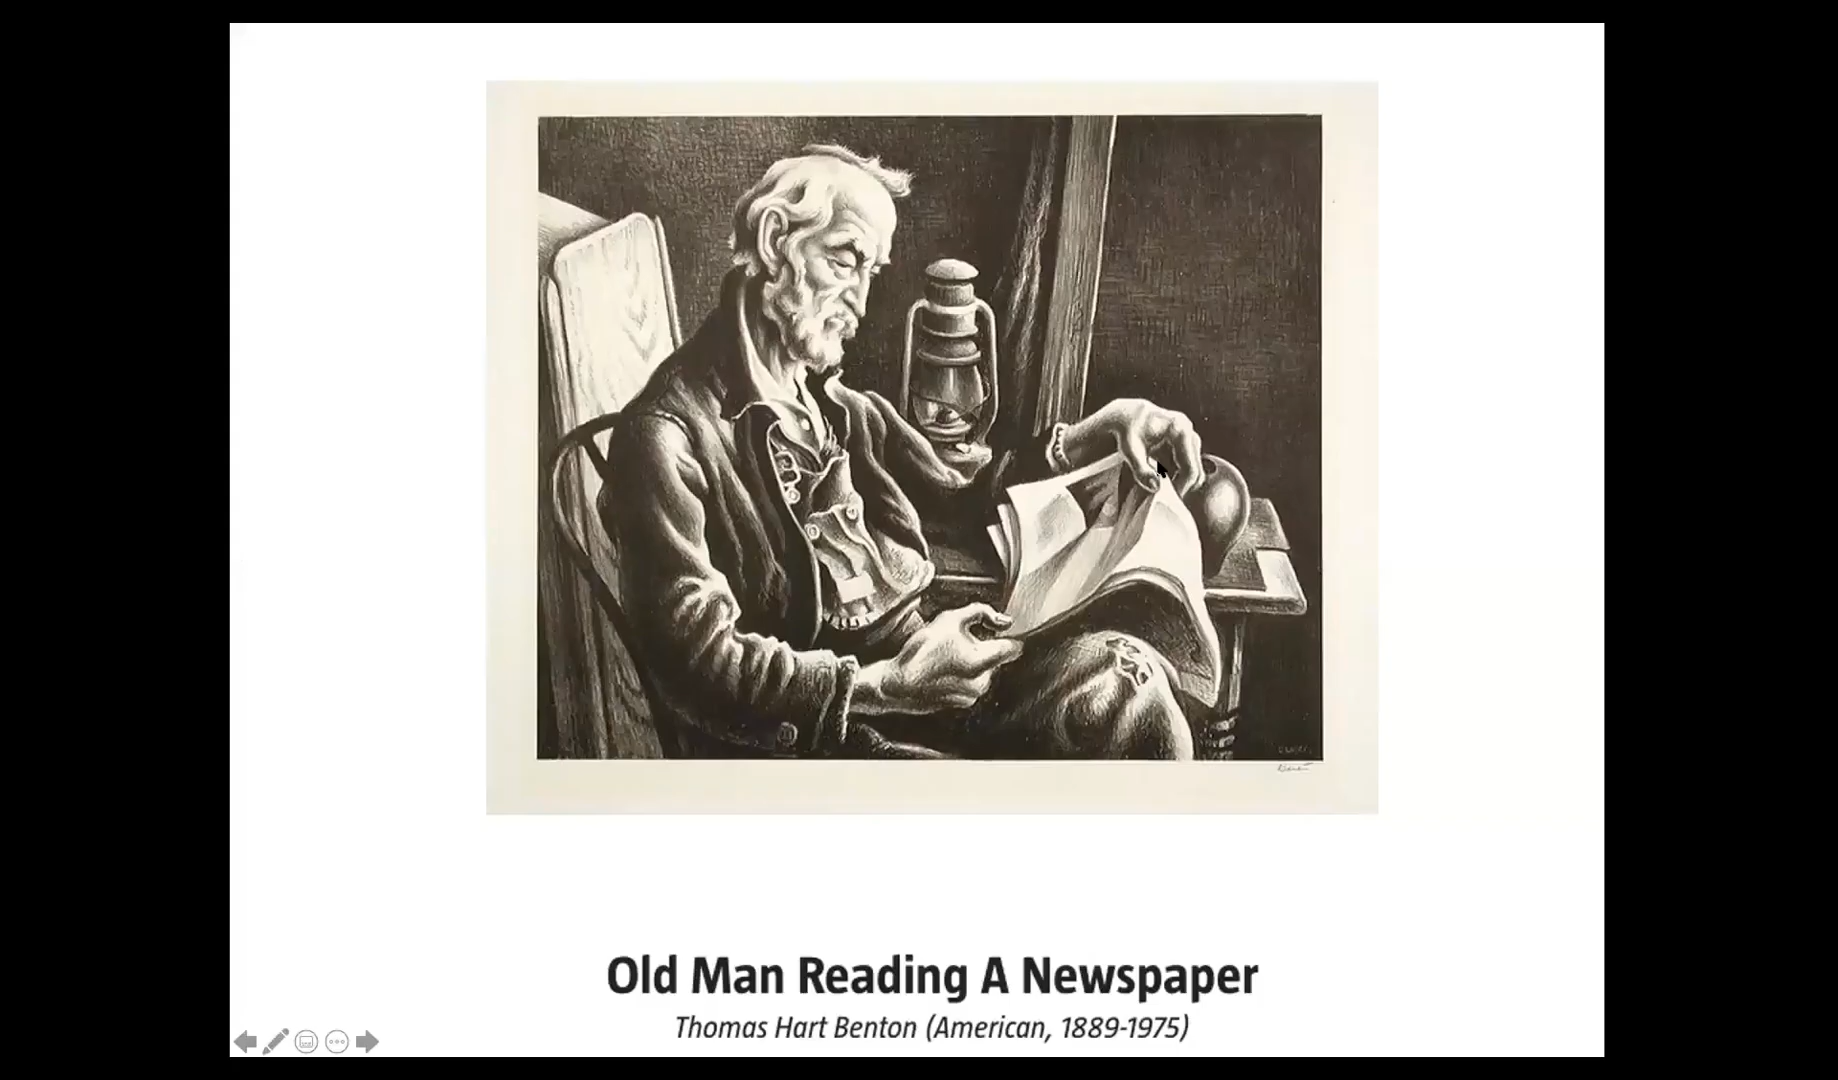 Old Man Reading A Newspaper
Thomas Hart Benton (American, 1889-1975)